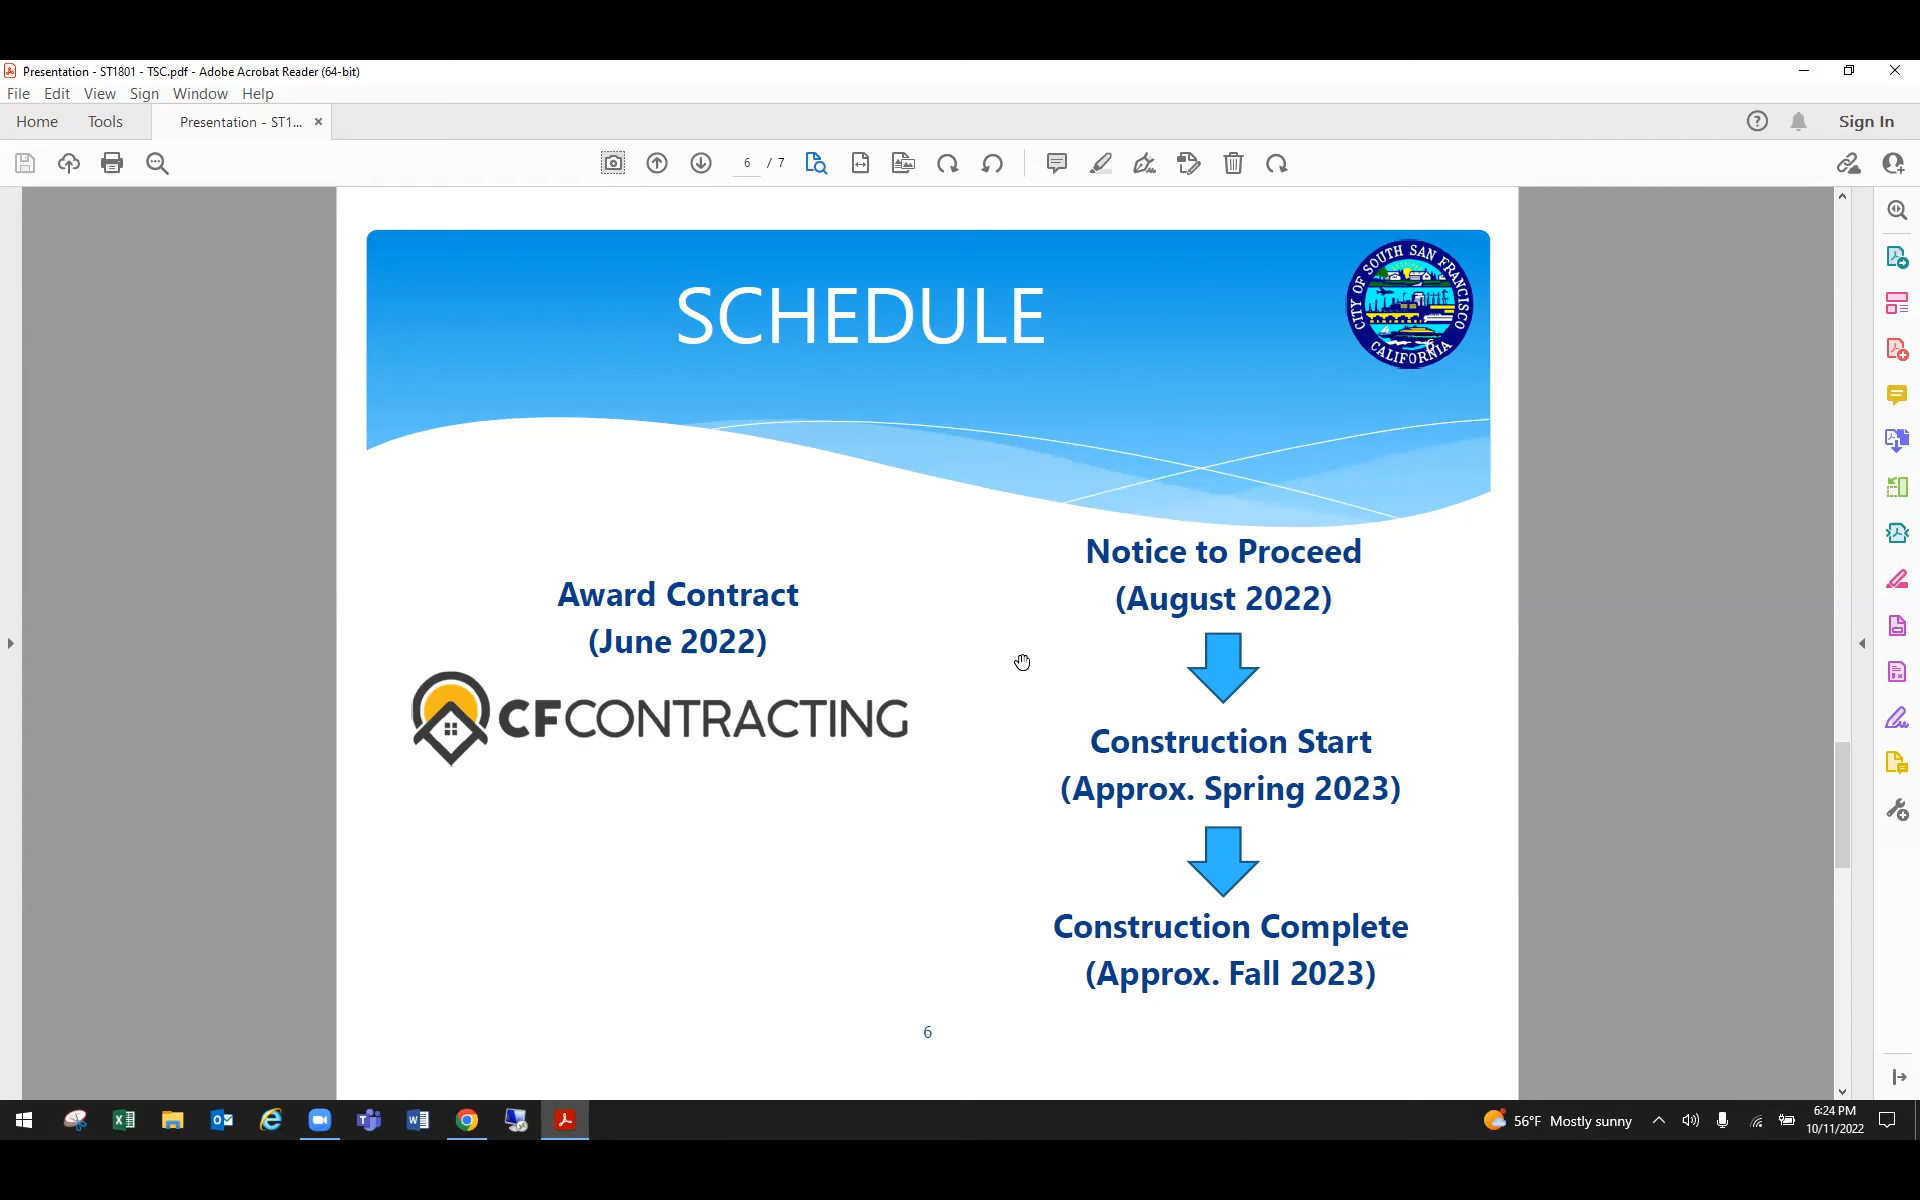 Presentation - ST1801 - TSC.pdf - Adobe Acrobat Reader (64-bit)
File Edit View Sign Window Help
Home Tools Presentation - ST1... ×
Sign In
6 / 7
SCHEDULE
CITY OF SOUTH SAN FRANCISCO
CALIFORNIA
6
Award Contract
(June 2022)
CFCONTRACTING
Notice to Proceed
(August 2022)
Construction Start
(Approx. Spring 2023)
Construction Complete
(Approx. Fall 2023)
6
56°F Mostly sunny
6:24 PM
10/11/2022